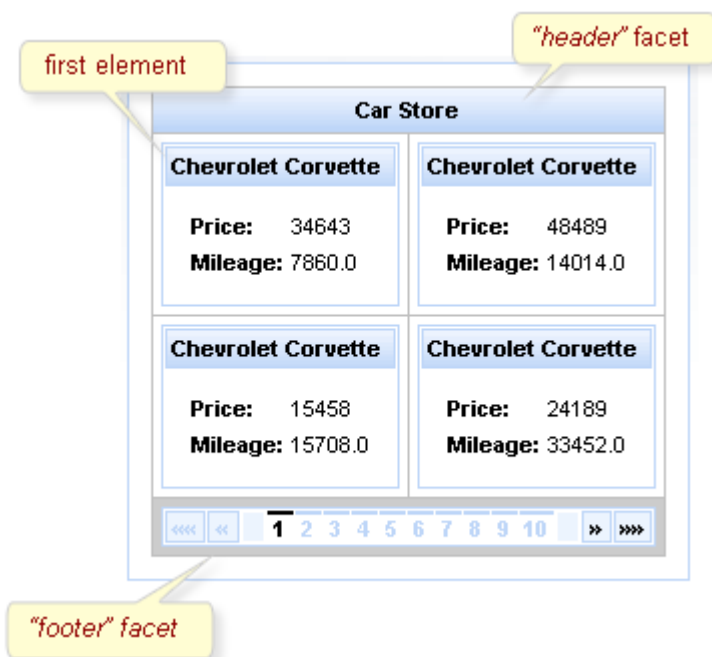 "header" facet
first element
Car Store
Chevrolet Corvette
Price: 34643
Mileage: 7860.0
Chevrolet Corvette
Price: 48489
Mileage: 14014.0
Chevrolet Corvette
Price: 15458
Mileage: 15708.0
Chevrolet Corvette
Price: 24189
Mileage: 33452.0
«« « 1 2 3 4 5 6 7 8 9 10 » »»
"footer" facet